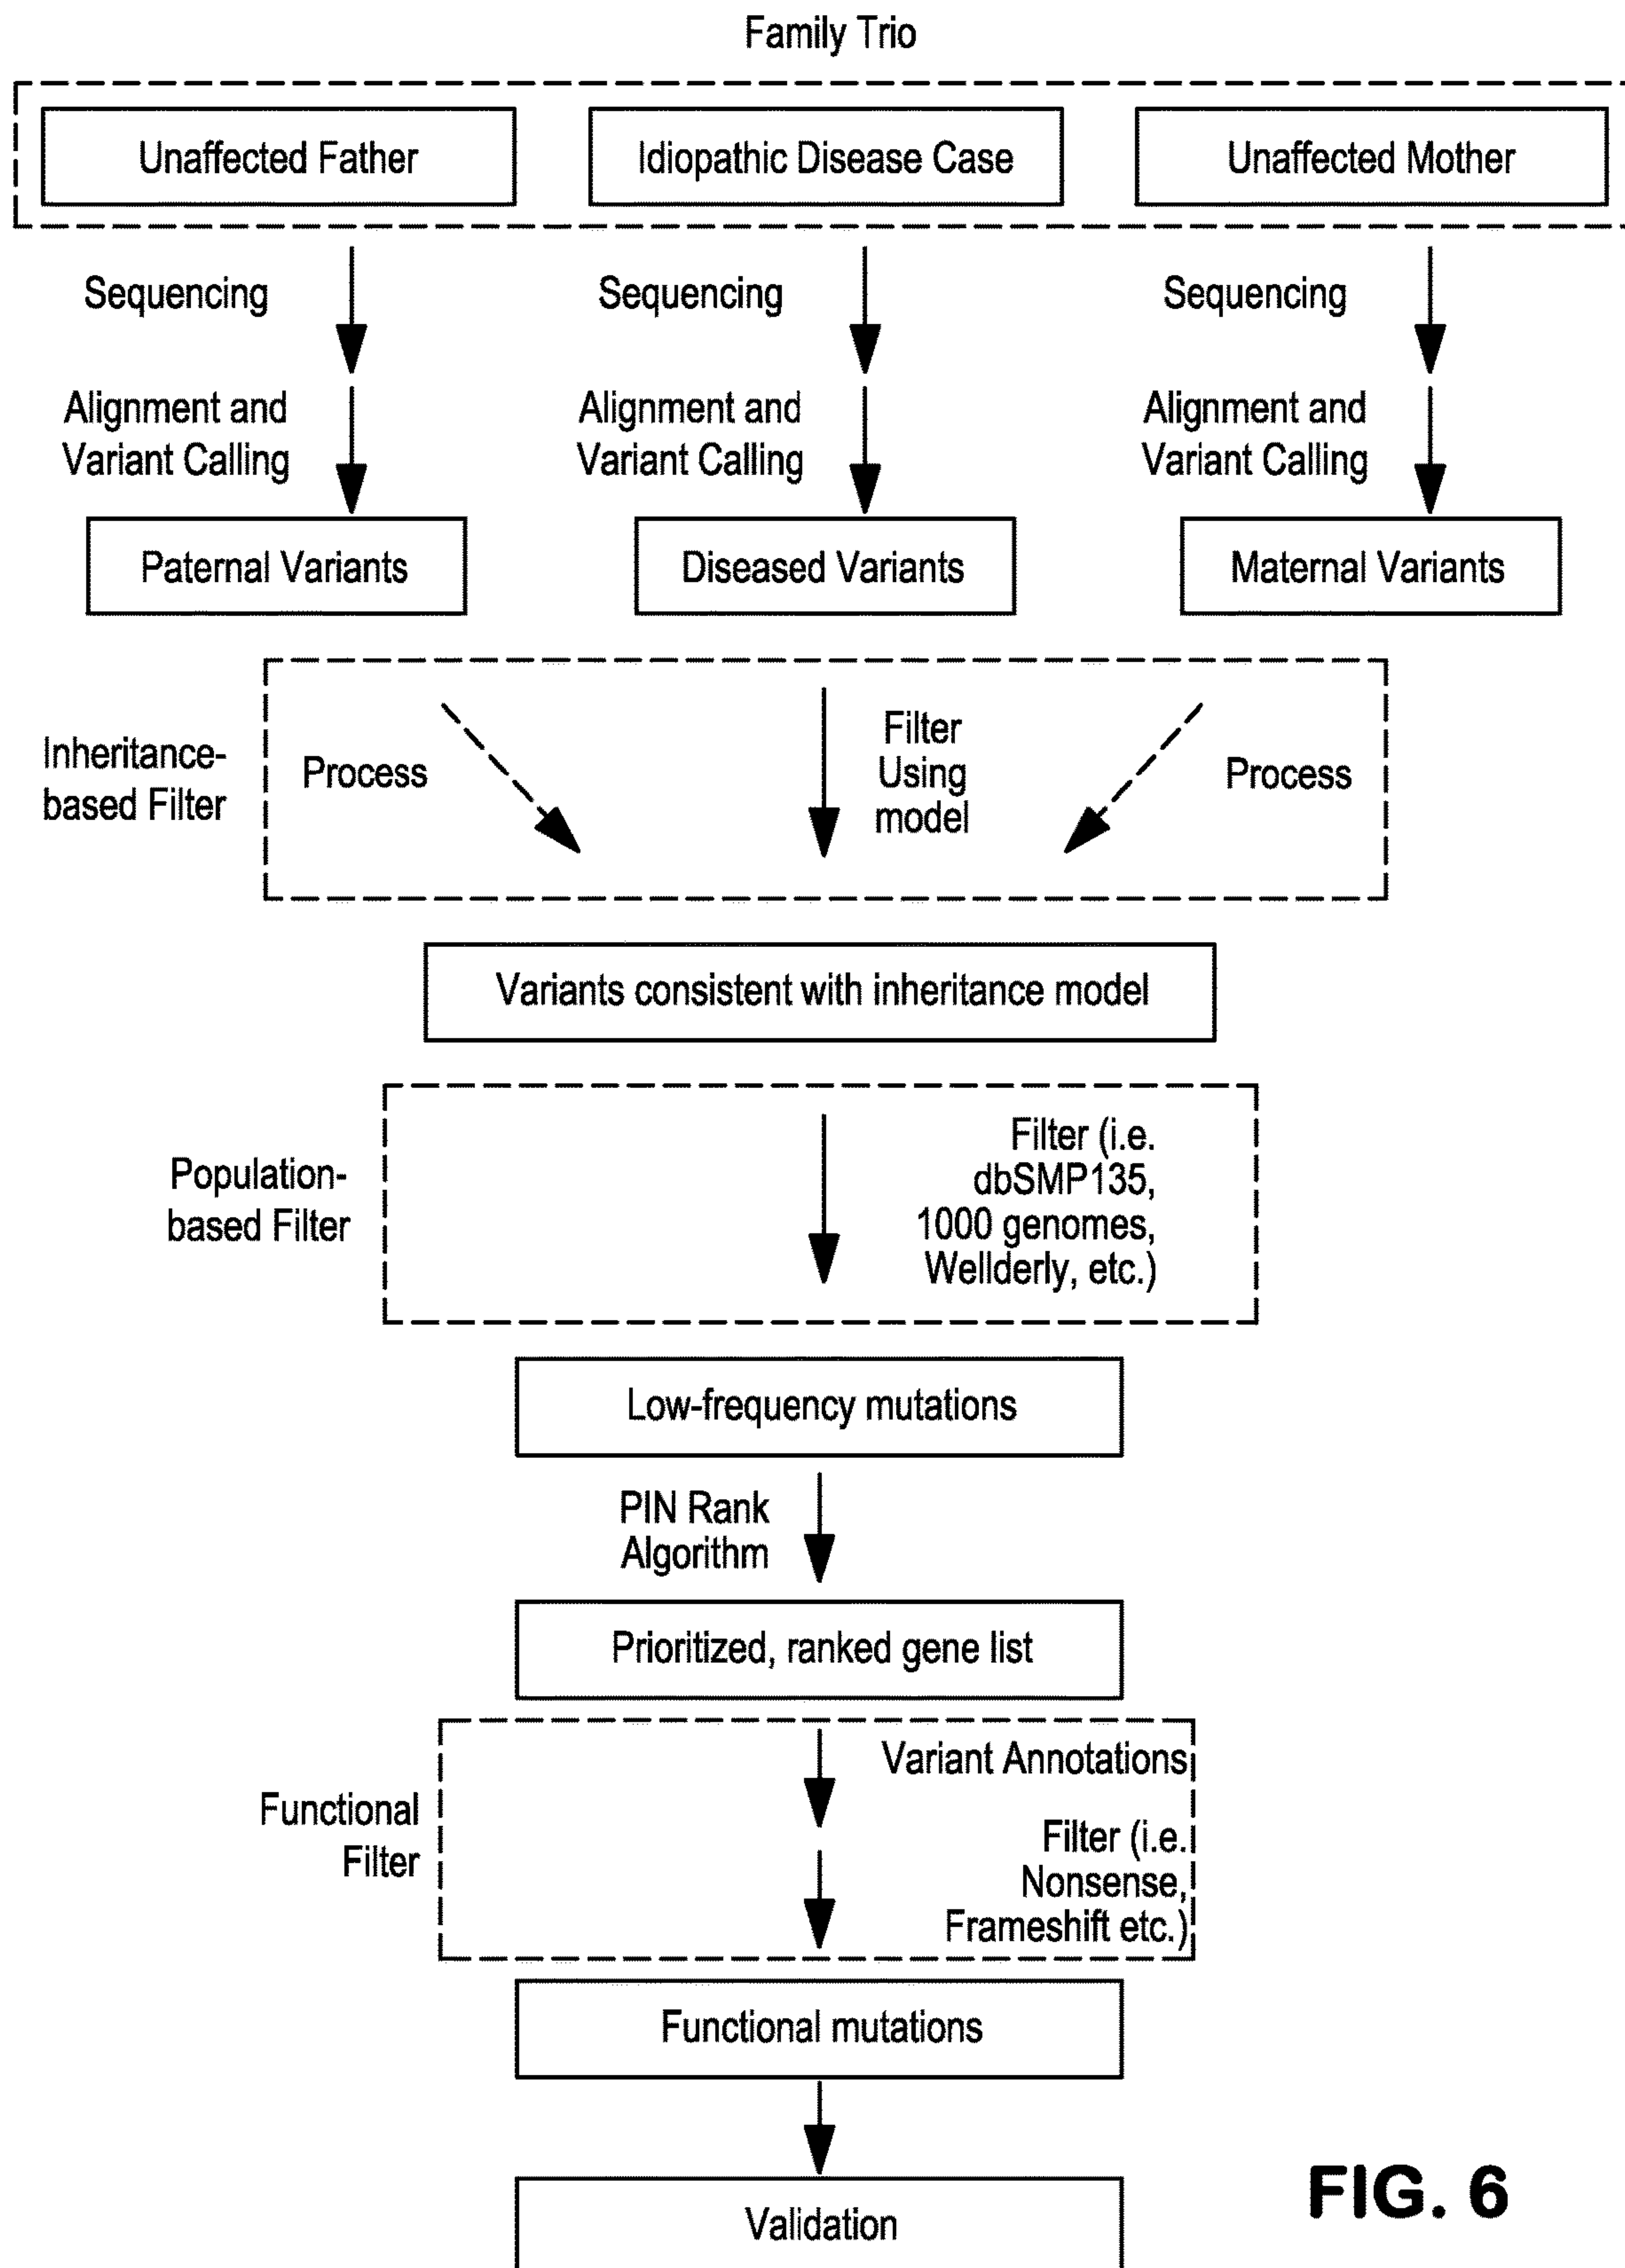 Family Trio
Unaffected Father
Idiopathic Disease Case
Unaffected Mother
Sequencing
Sequencing
Sequencing
Alignment and
Variant Calling
Alignment and
Variant Calling
Alignment and
Variant Calling
Paternal Variants
Diseased Variants
Maternal Variants
Inheritance-
based Filter
Process
Filter
Using
model
Process
Variants consistent with inheritance model
Population-
based Filter
Filter (i.e.
dbSMP135,
1000 genomes,
Wellderly, etc.)
Low-frequency mutations
PIN Rank
Algorithm
Prioritized, ranked gene list
Functional
Filter
Variant Annotations
Filter (i.e.
Nonsense,
Frameshift etc.)
Functional mutations
Validation
FIG. 6